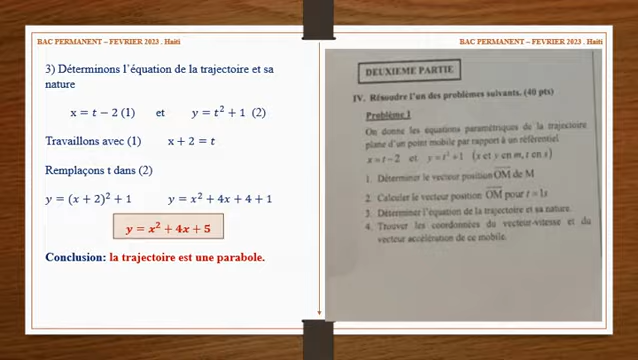 BAC PERMANENT – FEVRIER 2023 . Haiti
3) Déterminons l'équation de la trajectoire et sa
nature
x = t − 2 (1) et y = t² + 1 (2)
Travaillons avec (1) x + 2 = t
Remplaçons t dans (2)
y = (x + 2)² + 1 y = x² + 4x + 4 + 1
y = x² + 4x + 5
Conclusion: la trajectoire est une parabole.
BAC PERMANENT – FEVRIER 2023 . Haiti
DEUXIEME PARTIE
IV. Résoudre l'un des problèmes suivants. (40 pts)
Problème 1
On donne les équations paramétriques de la trajectoire
plane d'un point mobile par rapport à un référentiel.
x = t − 2 et y = t² + 1 (x et y en m, t en s)
1. Déterminer le vecteur position OM de M
2. Calculer le vecteur position OM pour t = 1s
3. Déterminer l'équation de la trajectoire et sa nature.
4. Trouver les coordonnées du vecteur-vitesse et du
vecteur accélération de ce mobile.